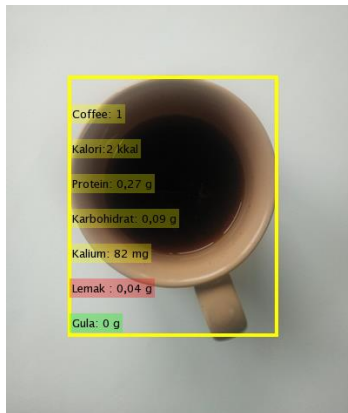 Coffee: 1
Kalori:2 kkal
Protein: 0,27 g
Karbohidrat: 0,09 g
Kalium: 82 mg
Lemak : 0,04 g
Gula: 0 g